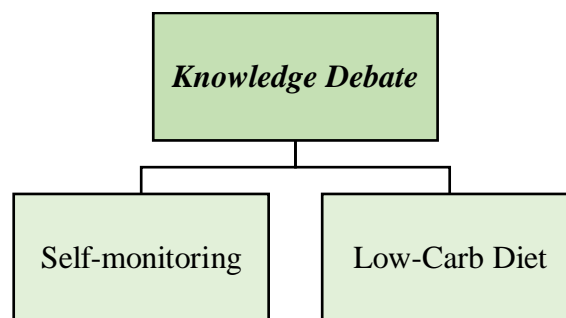 Knowledge Debate
Self-monitoring
Low-Carb Diet